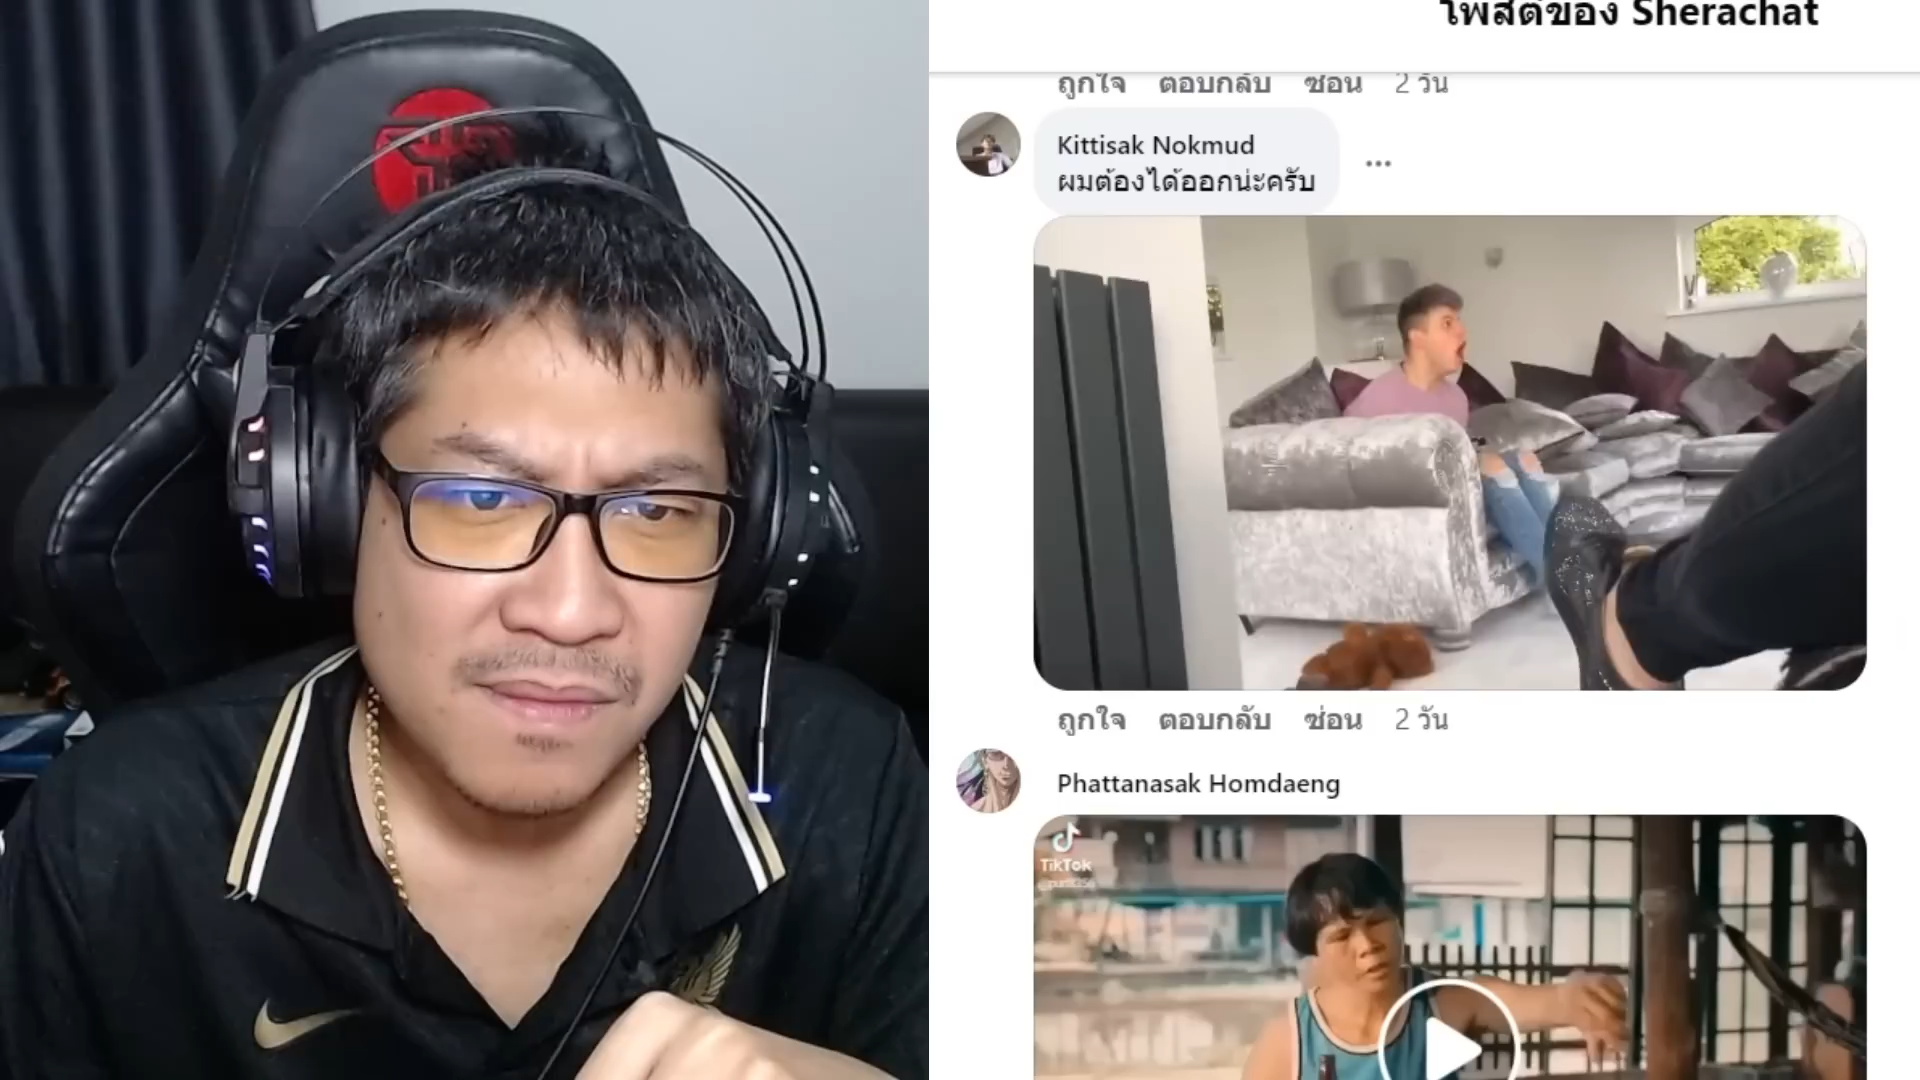 โพสต์ของ Sherachat
ถูกใจ ตอบกลับ ซ่อน 2 วัน
Kittisak Nokmud
ผมต้องได้ออกน่ะครับ
ถูกใจ ตอบกลับ ซ่อน 2 วัน
Phattanasak Homdaeng
TikTok